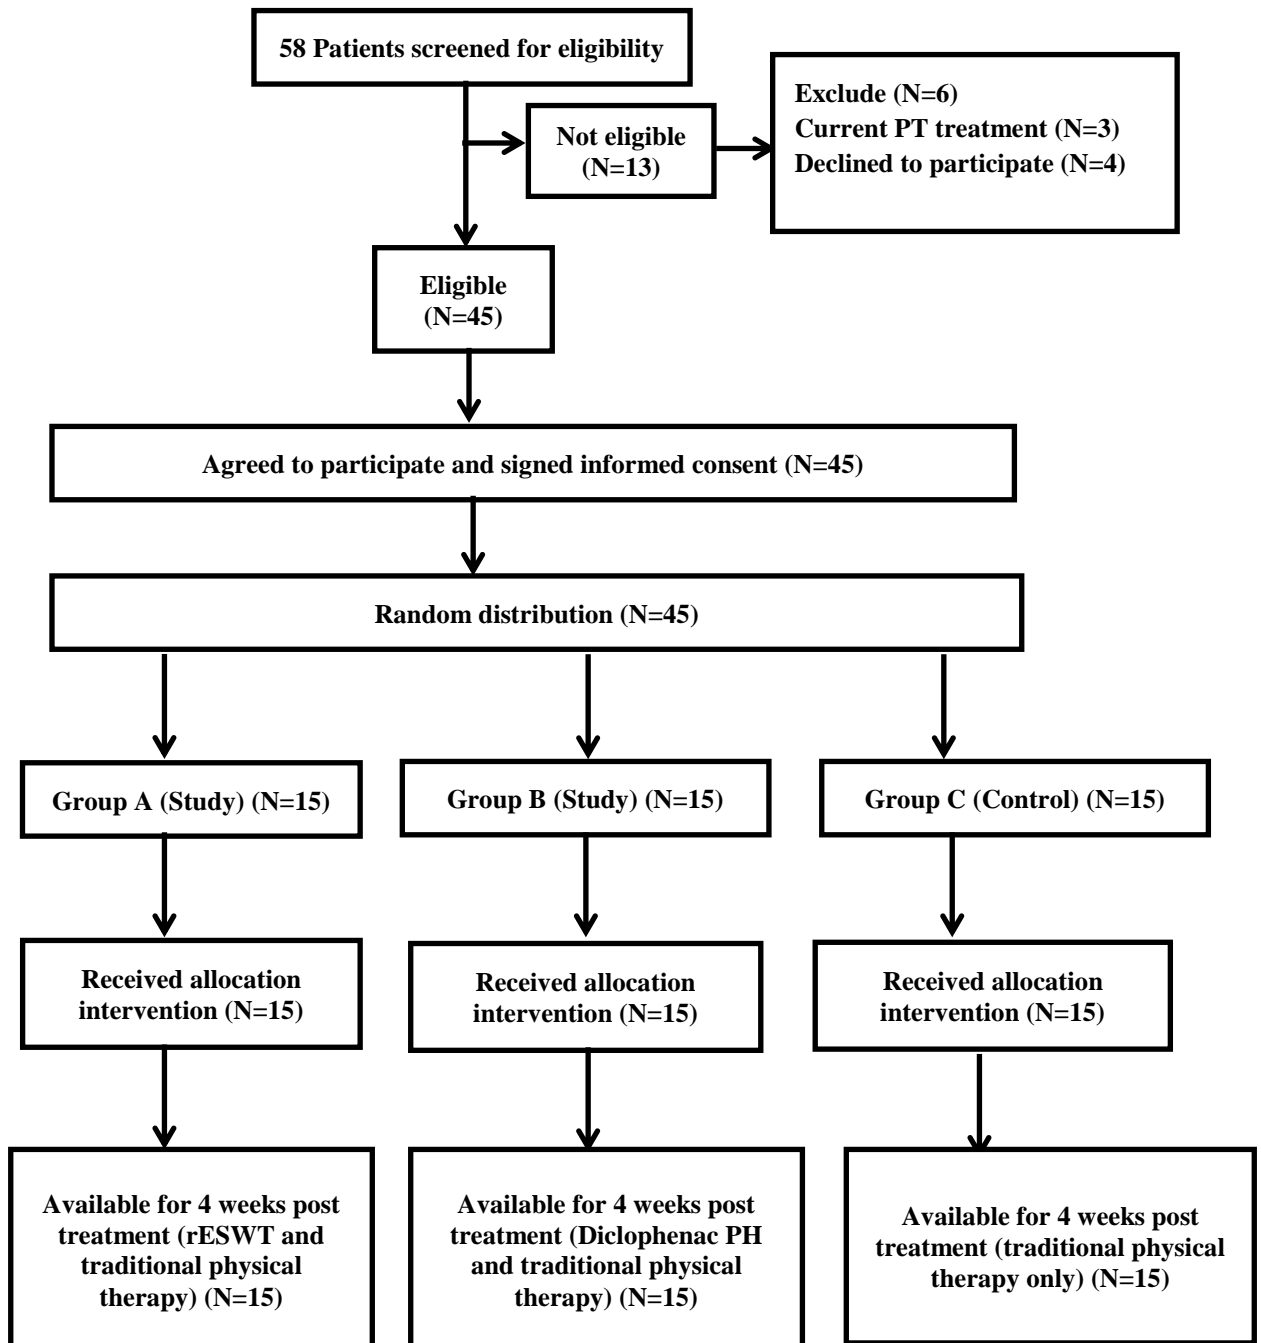 58 Patients screened for eligibility
Exclude (N=6)
Current PT treatment (N=3)
Declined to participate (N=4)
Not eligible
(N=13)
Eligible
(N=45)
Agreed to participate and signed informed consent (N=45)
Random distribution (N=45)
Group A (Study) (N=15)
Group B (Study) (N=15)
Group C (Control) (N=15)
Received allocation
intervention (N=15)
Received allocation
intervention (N=15)
Received allocation
intervention (N=15)
Available for 4 weeks post
treatment (rESWT and
traditional physical
therapy) (N=15)
Available for 4 weeks post
treatment (Diclophenac PH
and traditional physical
therapy) (N=15)
Available for 4 weeks post
treatment (traditional physical
therapy only) (N=15)